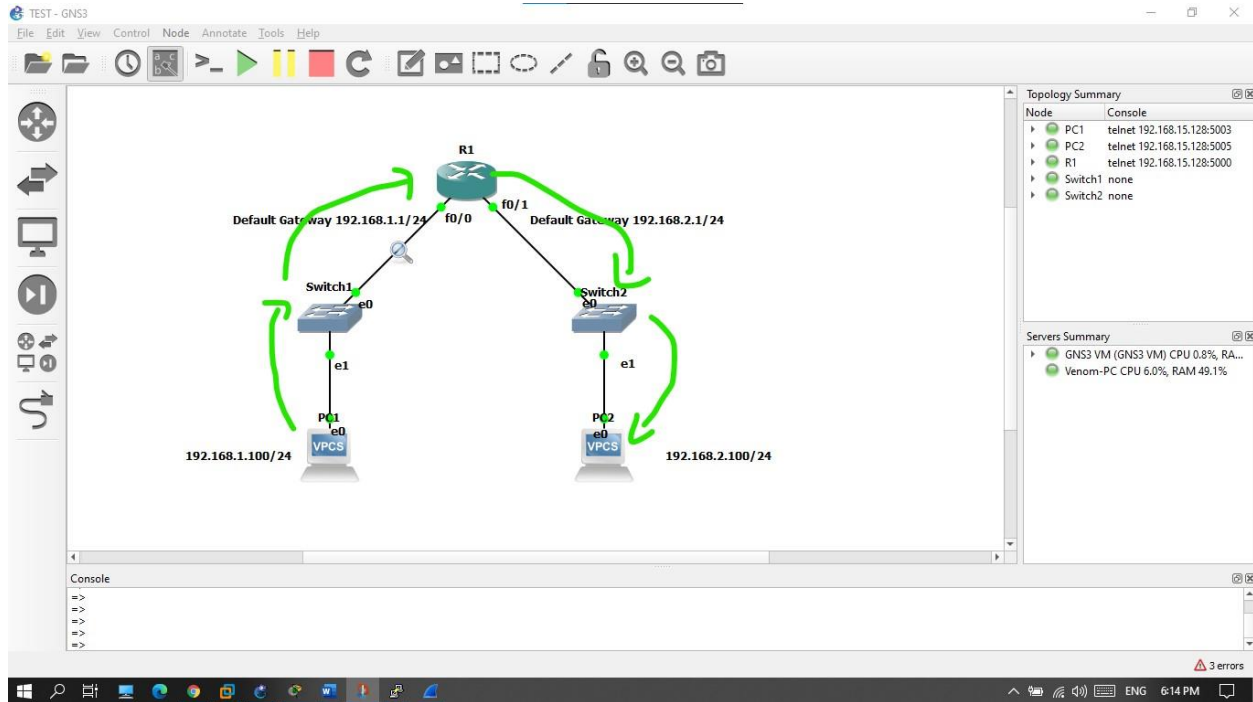 TEST - GNS3
File Edit View Control Node Annotate Tools Help
R1
f0/0
f0/1
Default Gateway 192.168.1.1/24
Default Gateway 192.168.2.1/24
Switch1
e0
Switch2
e0
e1
e1
PC1
e0
VPCS
192.168.1.100/24
PC2
e0
VPCS
192.168.2.100/24
Topology Summary
Node Console
PC1 telnet 192.168.15.128:5003
PC2 telnet 192.168.15.128:5005
R1 telnet 192.168.15.128:5000
Switch1 none
Switch2 none
Servers Summary
GNS3 VM (GNS3 VM) CPU 0.8%, RA...
Venom-PC CPU 6.0%, RAM 49.1%
Console
=>
=>
=>
=>
=>
3 errors
ENG 6:14 PM